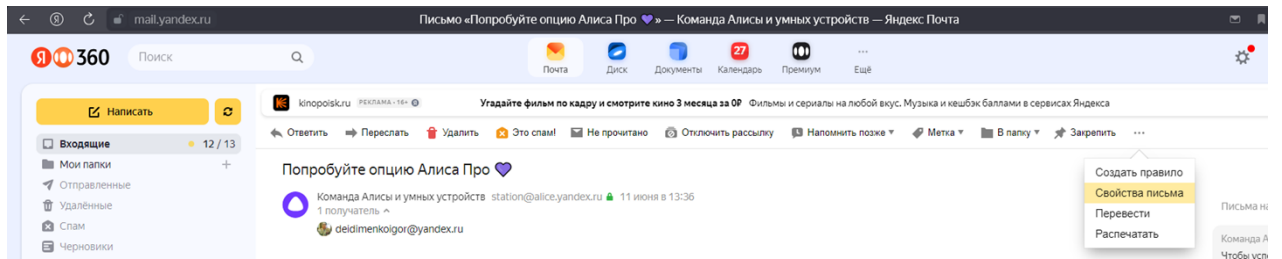 mail.yandex.ru
Письмо «Попробуйте опцию Алиса Про 💜» — Команда Алисы и умных устройств — Яндекс Почта
Я 360
Поиск
Почта
Диск
Документы
27
Календарь
Премиум
Ещё
Написать
kinopoisk.ru РЕКЛАМА • 16+ Угадайте фильм по кадру и смотрите кино 3 месяца за 0₽ Фильмы и сериалы на любой вкус. Музыка и кешбэк баллами в сервисах Яндекса
Ответить Переслать Удалить Это спам! Не прочитано Отключить рассылку Напомнить позже Метка В папку Закрепить ...
Входящие 12 / 13
Мои папки +
Отправленные
Удалённые
Спам
Черновики
Попробуйте опцию Алиса Про 💜
Команда Алисы и умных устройств station@alice.yandex.ru 11 июня в 13:36
1 получатель
deidimenkoigor@yandex.ru
Создать правило
Свойства письма
Перевести
Распечатать
Письма на
Команда А
Чтобы усп